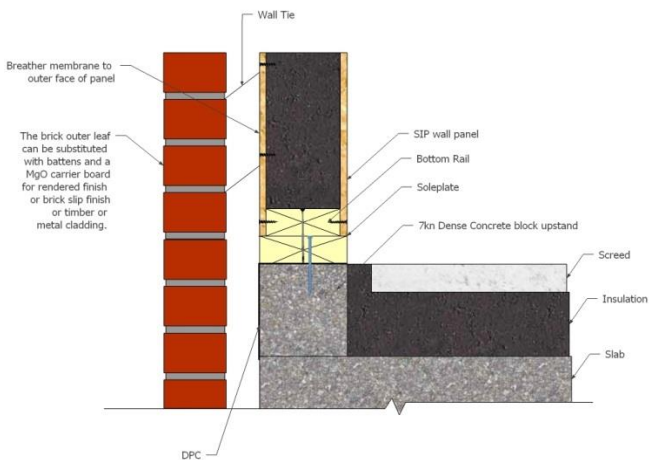 Wall Tie
Breather membrane to
outer face of panel
The brick outer leaf
can be substituted
with battens and a
MgO carrier board
for rendered finish
or brick slip finish
or timber or
metal cladding.
SIP wall panel
Bottom Rail
Soleplate
7kn Dense Concrete block upstand
Screed
Insulation
Slab
DPC